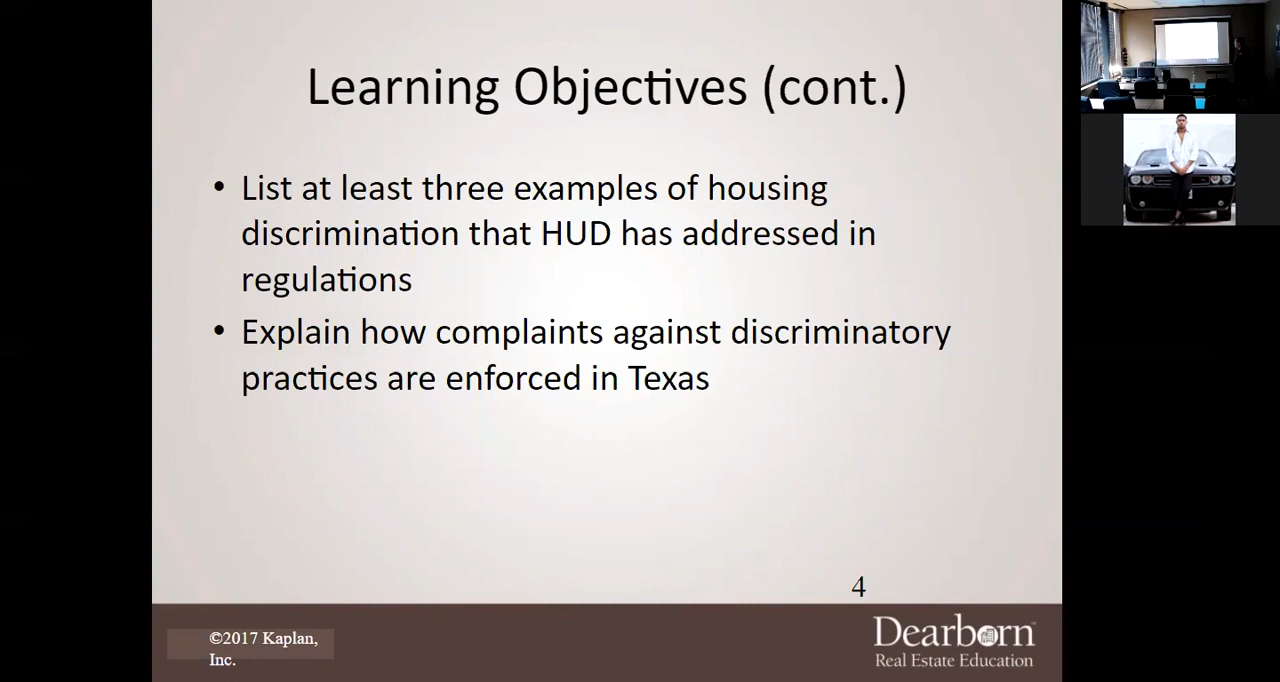 Learning Objectives (cont.)
• List at least three examples of housing
discrimination that HUD has addressed in
regulations
• Explain how complaints against discriminatory
practices are enforced in Texas
4
©2017 Kaplan,
Inc.
Dearborn™
Real Estate Education